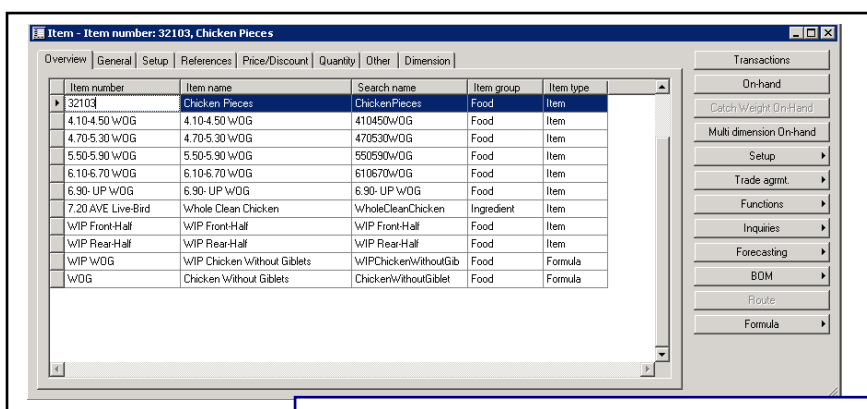 Item - Item number: 32103, Chicken Pieces
Overview General Setup References Price/Discount Quantity Other Dimension
Item number Item name Search name Item group Item type
32103 Chicken Pieces ChickenPieces Food Item
4.10-4.50 WOG 4.10-4.50 WOG 410450WOG Food Item
4.70-5.30 WOG 4.70-5.30 WOG 470530WOG Food Item
5.50-5.90 WOG 5.50-5.90 WOG 550590WOG Food Item
6.10-6.70 WOG 6.10-6.70 WOG 610670WOG Food Item
6.90- UP WOG 6.90- UP WOG 6.90- UP WOG Food Item
7.20 AVE Live-Bird Whole Clean Chicken WholeCleanChicken Ingredient Item
WIP Front-Half WIP Front-Half WIP Front-Half Food Item
WIP Rear-Half WIP Rear-Half WIP Rear-Half Food Item
WIP WOG WIP Chicken Without Giblets WIPChickenWithoutGib Food Formula
WOG Chicken Without Giblets ChickenWithoutGiblet Food Formula
Transactions
On-hand
Catch Weight On-Hand
Multi dimension On-hand
Setup
Trade agrmt.
Functions
Inquiries
Forecasting
BOM
Route
Formula